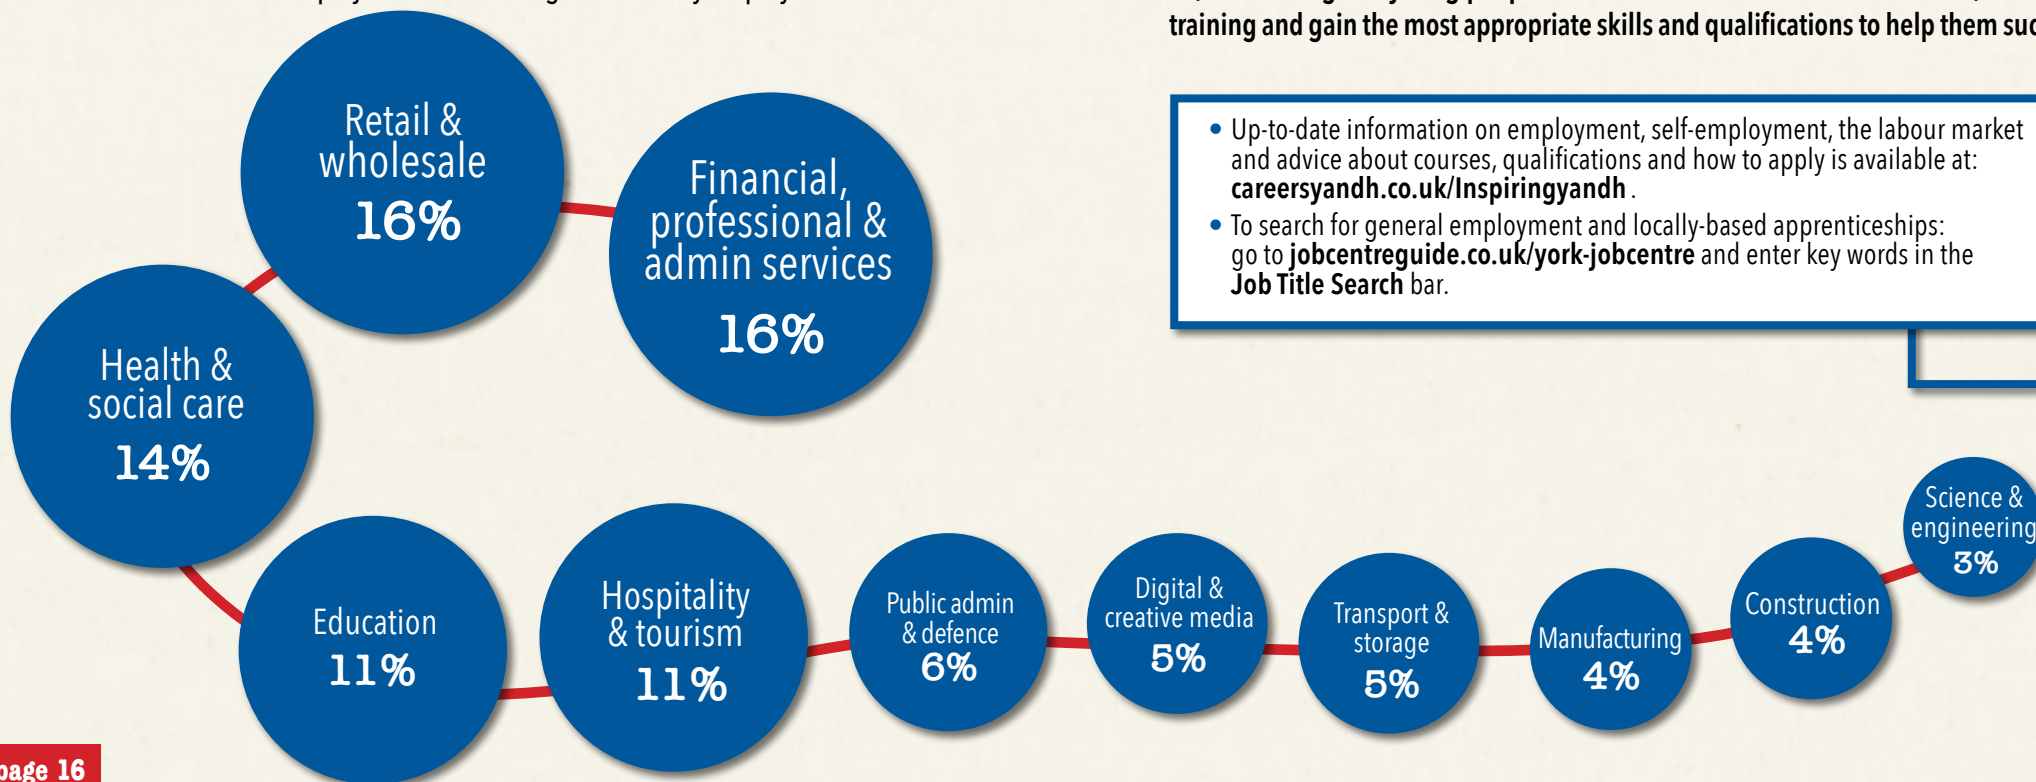 training and gain the most appropriate skills and qualifications to help them
Retail &
wholesale
16%
Financial,
professional &
admin services
16%
Health &
social care
14%
Education
11%
Hospitality
& tourism
11%
Public admin
& defence
6%
Digital &
creative media
5%
Transport &
storage
5%
Manufacturing
4%
Construction
4%
Science &
engineering
3%
• Up-to-date information on employment, self-employment, the labour market
and advice about courses, qualifications and how to apply is available at:
careersyandh.co.uk/Inspiringyandh .
• To search for general employment and locally-based apprenticeships:
go to jobcentreguide.co.uk/york-jobcentre and enter key words in the
Job Title Search bar.
page 16